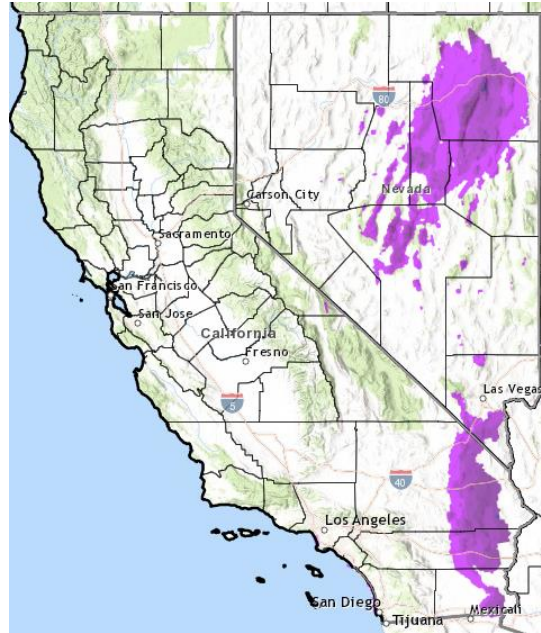 80
Nevada
Carson City
Sacramento
San Francisco
San Jose
California
Fresno
Las Vegas
5
40
Los Angeles
San Diego
Mexicali
Tijuana